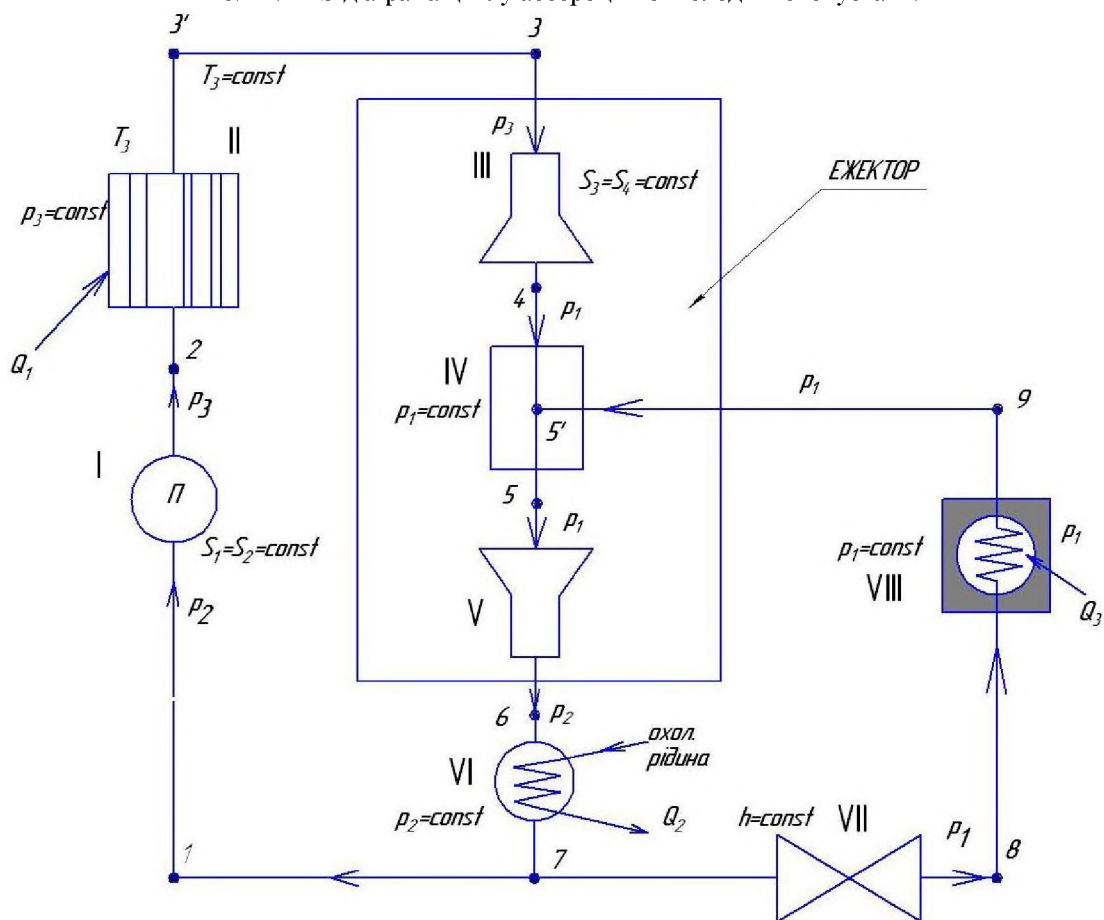 3'
3
T₃=const
T₃
II
p₃
III
S₃=S₄=const
ЕЖЕКТОР
p₃=const
4
p₁
Q₁
2
IV
p₁
9
p₃
p₁=const
5'
I
П
5
p₁
S₁=S₂=const
p₁=const
p₁
VIII
Q₃
V
p₂
6
p₂
охол.
рідина
VI
p₂=const
Q₂
h=const
VII
p₁
1
7
8